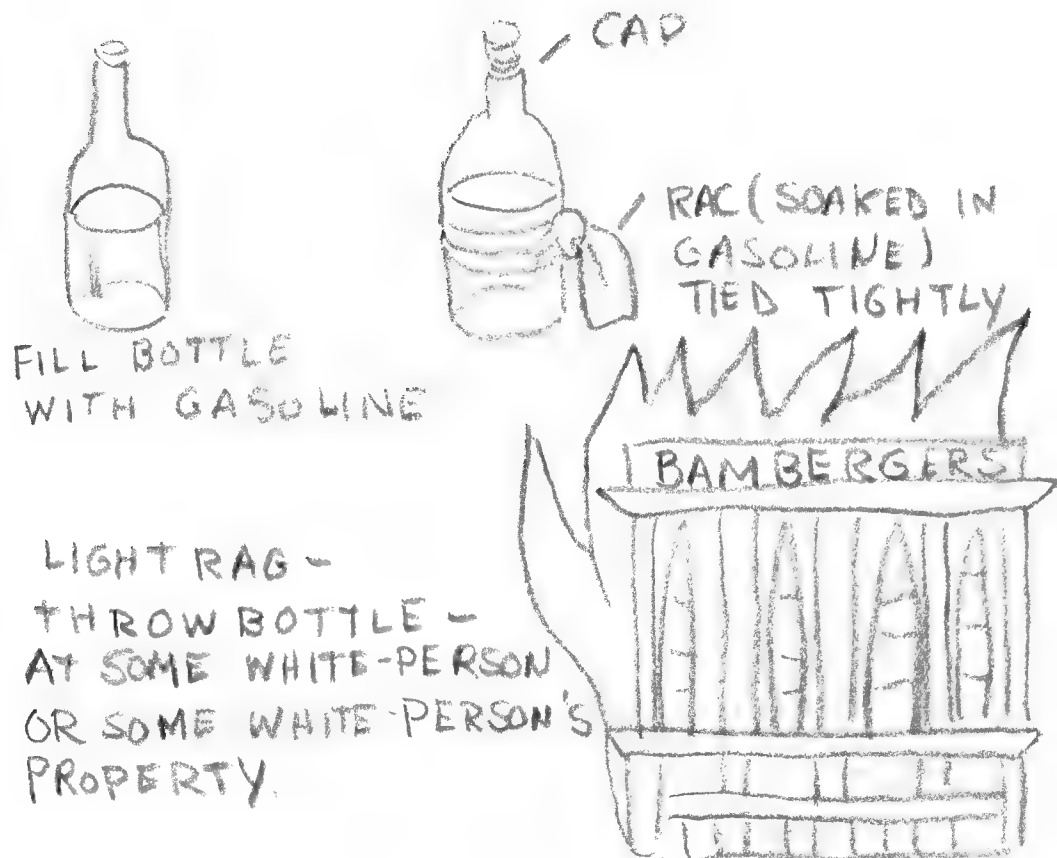 CAP
RAG (SOAKED IN
GASOLINE)
TIED TIGHTLY
FILL BOTTLE
WITH GASOLINE
BAMBERGERS
LIGHT RAG -
THROW BOTTLE -
AT SOME WHITE-PERSON
OR SOME WHITE-PERSON'S
PROPERTY.